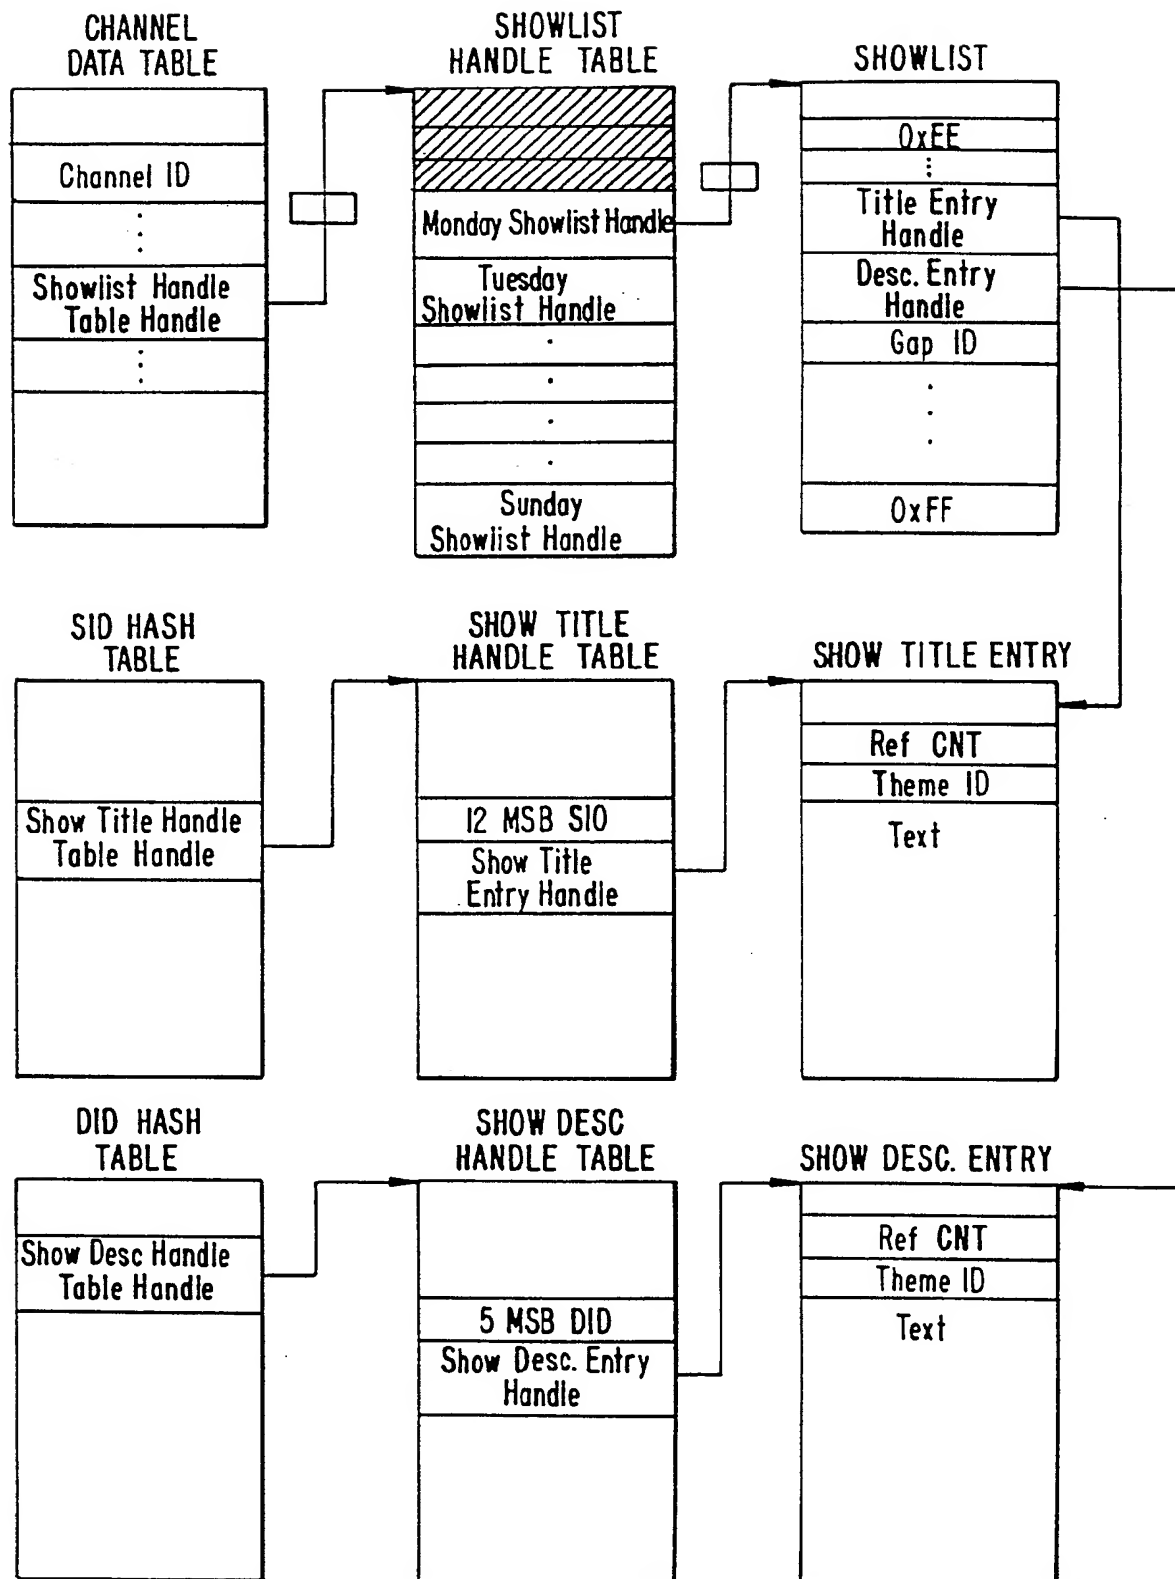 CHANNEL
DATA TABLE
Channel ID
Showlist Handle
Table Handle
SHOWLIST
HANDLE TABLE
Monday Showlist Handle
Tuesday
Showlist Handle
Sunday
Showlist Handle
SHOWLIST
0xEE
Title Entry
Handle
Desc. Entry
Handle
Gap ID
0xFF
SID HASH
TABLE
Show Title Handle
Table Handle
SHOW TITLE
HANDLE TABLE
12 MSB SIO
Show Title
Entry Handle
SHOW TITLE ENTRY
Ref CNT
Theme ID
Text
DID HASH
TABLE
Show Desc Handle
Table Handle
SHOW DESC
HANDLE TABLE
5 MSB DID
Show Desc. Entry
Handle
SHOW DESC. ENTRY
Ref CNT
Theme ID
Text